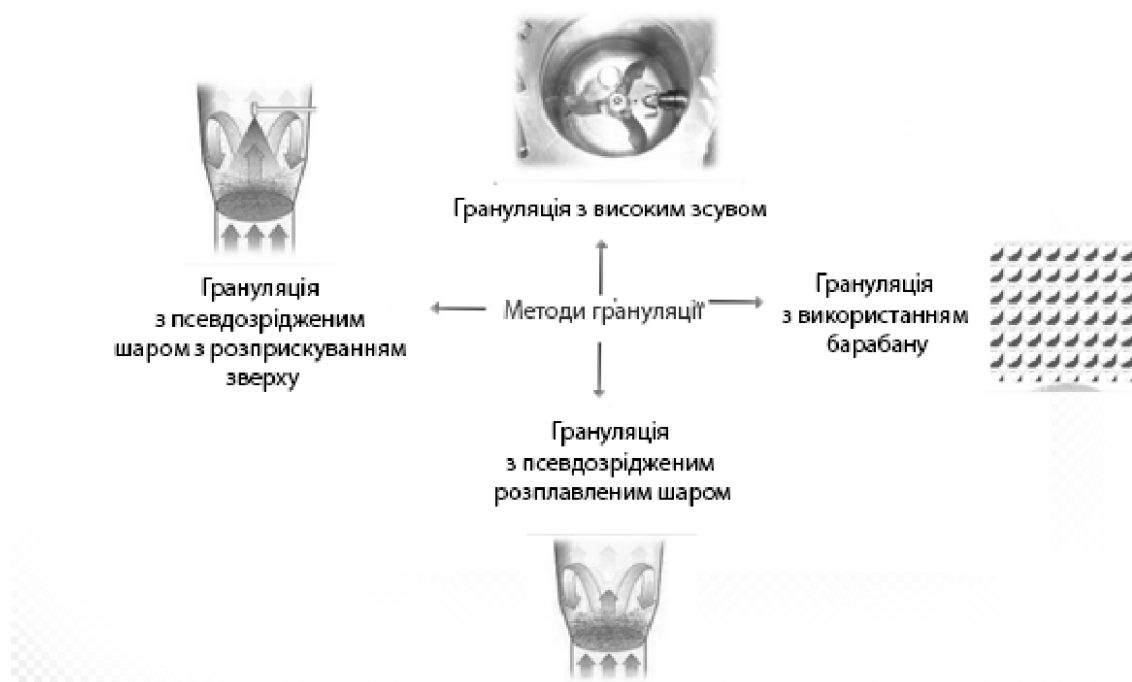 Грануляція з високим зсувом
Грануляція
з псевдозрідженим
шаром з розприскуванням
зверху
Методи грануляції
Грануляція
з використанням
барабану
Грануляція
з псевдозрідженим
розплавленим шаром